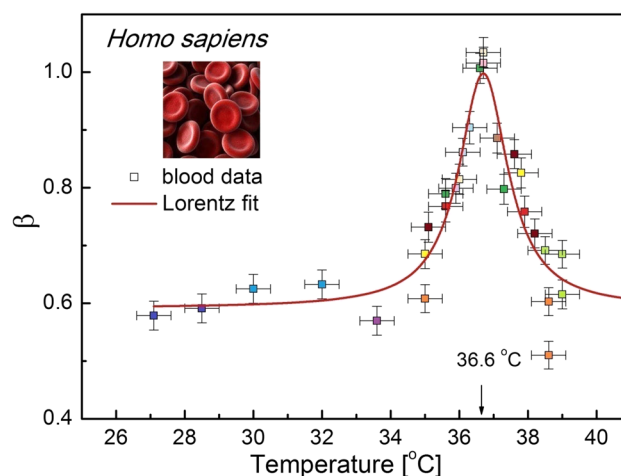 Homo sapiens
blood data
Lorentz fit
β
1.0
0.8
0.6
0.4
36.6 °C
26 28 30 32 34 36 38 40
Temperature [°C]